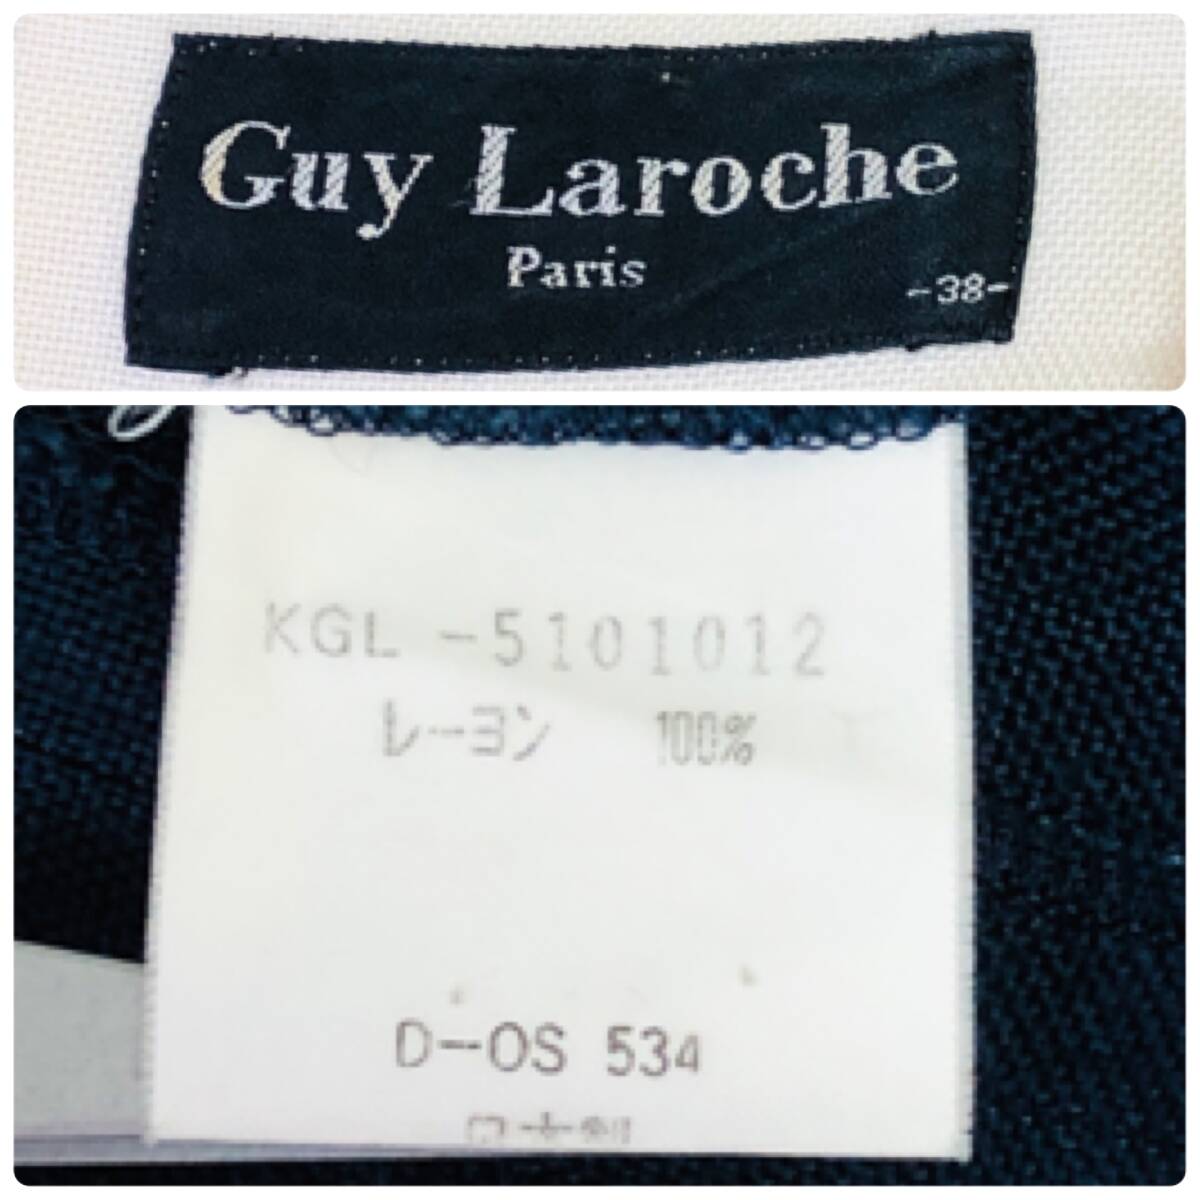 Guy Laroche
Paris
-38-
KGL-5101012
レーヨン 100%
D-OS 534